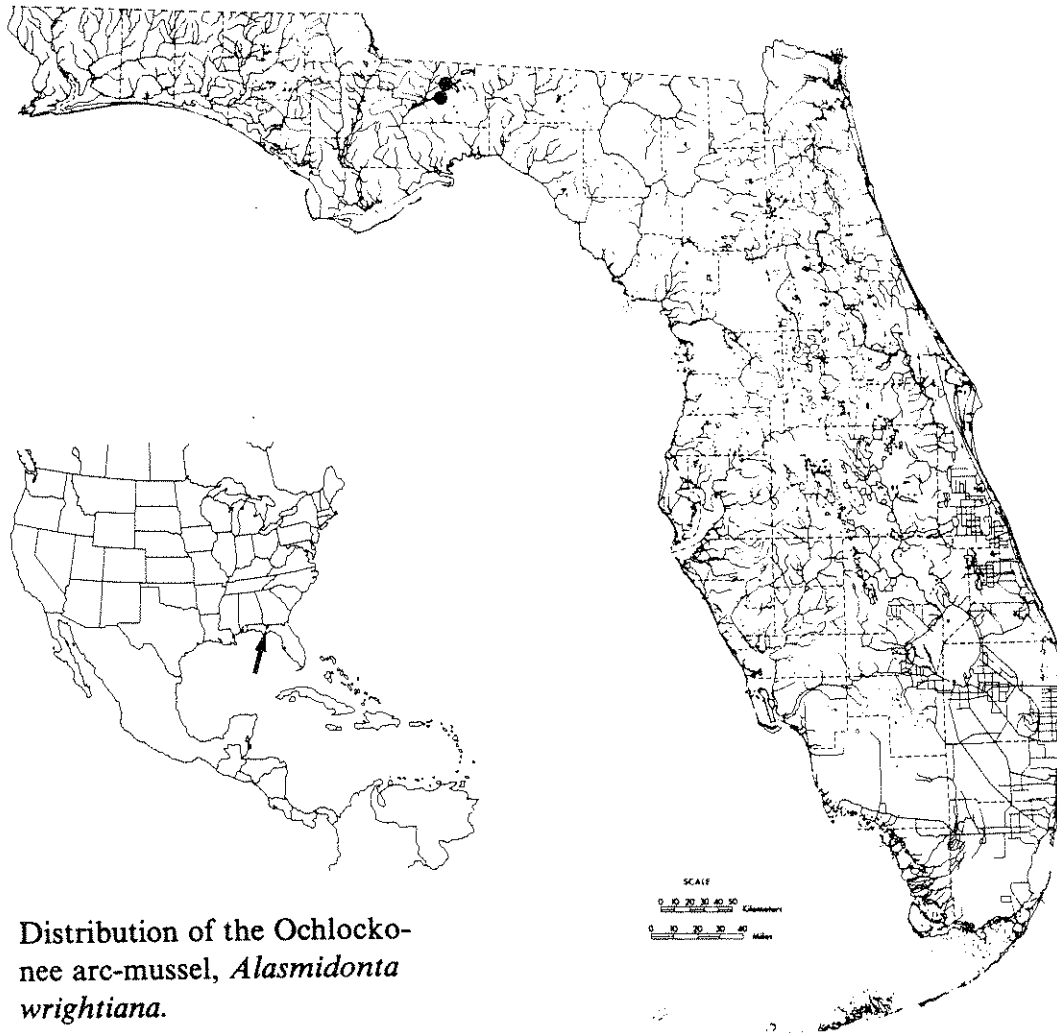 SCALE
0 10 20 30 40 50 Kilometers
0 10 20 40 Miles
Distribution of the Ochlocko-
nee arc-mussel, Alasmidonta
wrightiana.